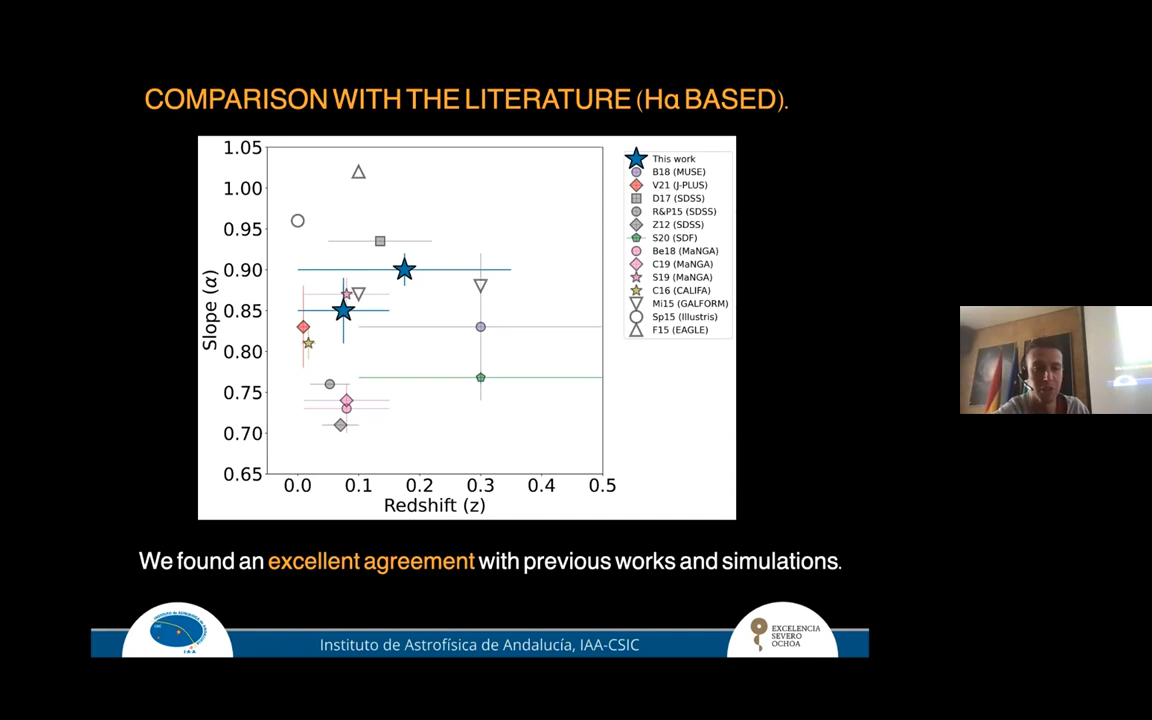 COMPARISON WITH THE LITERATURE (Hα BASED).
1.05
1.00
0.95
0.90
0.85
0.80
0.75
0.70
0.65
Slope (α)
0.0 0.1 0.2 0.3 0.4 0.5
Redshift (z)
This work
B18 (MUSE)
V21 (J-PLUS)
D17 (SDSS)
R&P15 (SDSS)
Z12 (SDSS)
S20 (SDF)
Be18 (MaNGA)
C19 (MaNGA)
S19 (MaNGA)
C16 (CALIFA)
Mi15 (GALFORM)
Sp15 (Illustris)
F15 (EAGLE)
We found an excellent agreement with previous works and simulations.
Instituto de Astrofísica de Andalucía, IAA-CSIC
EXCELENCIA
SEVERO
OCHOA